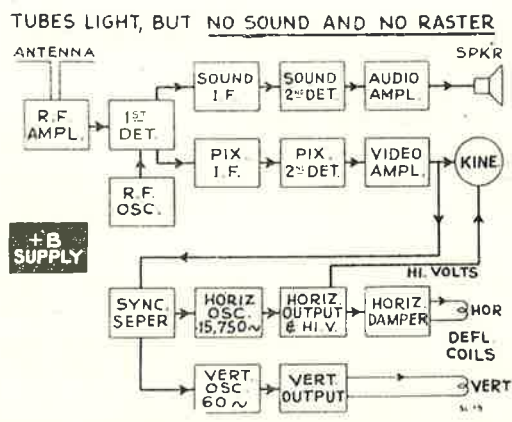 TUBES LIGHT, BUT NO SOUND AND NO RASTER
ANTENNA
R.F.
AMPL.
1ST
DET.
R.F.
OSC.
SOUND
I.F.
SOUND
2ND DET.
AUDIO
AMPL.
SPKR
PIX
I.F.
PIX.
2ND DET.
VIDEO
AMPL.
KINE.
+B
SUPPLY
HI. VOLTS
SYNC.
SEPER
HORIZ
OSC.
15,750~
HORIZ.
OUTPUT
& HI.V.
HORIZ.
DAMPER
HOR
DEFL.
COILS
VERT.
OSC.
60~
VERT.
OUTPUT
VERT